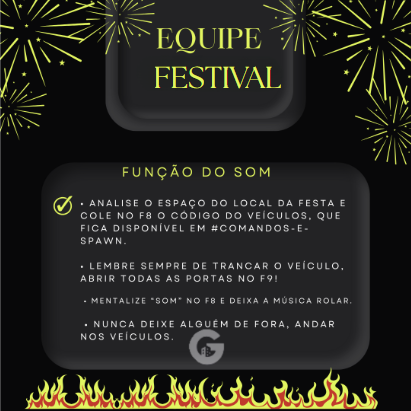 EQUIPE
FESTIVAL
FUNÇÃO DO SOM
• ANALISE O ESPAÇO DO LOCAL DA FESTA E
COLE NO F8 O CÓDIGO DO VEÍCULOS, QUE
FICA DISPONÍVEL EM #COMANDOS-E-
SPAWN.
• LEMBRE SEMPRE DE TRANCAR O VEÍCULO,
ABRIR TODAS AS PORTAS NO F9!
• MENTALIZE "SOM" NO F8 E DEIXA A MÚSICA ROLAR.
• NUNCA DEIXE ALGUÉM DE FORA, ANDAR
NOS VEÍCULOS.
G